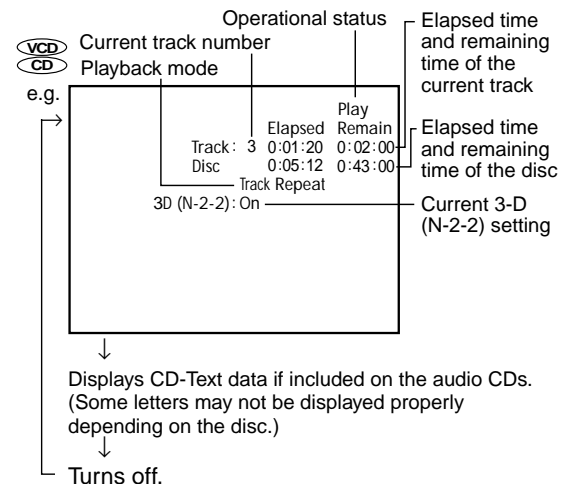 Operational status
Elapsed time
and remaining
time of the
current track
VCD
CD
Current track number
Playback mode
e.g.
Play
Elapsed Remain
Track: 3 0:01:20 0:02:00
Disc 0:05:12 0:43:00
Track Repeat
3D (N-2-2): On
Elapsed time
and remaining
time of the disc
Current 3-D
(N-2-2) setting
Displays CD-Text data if included on the audio CDs.
(Some letters may not be displayed properly
depending on the disc.)
Turns off.